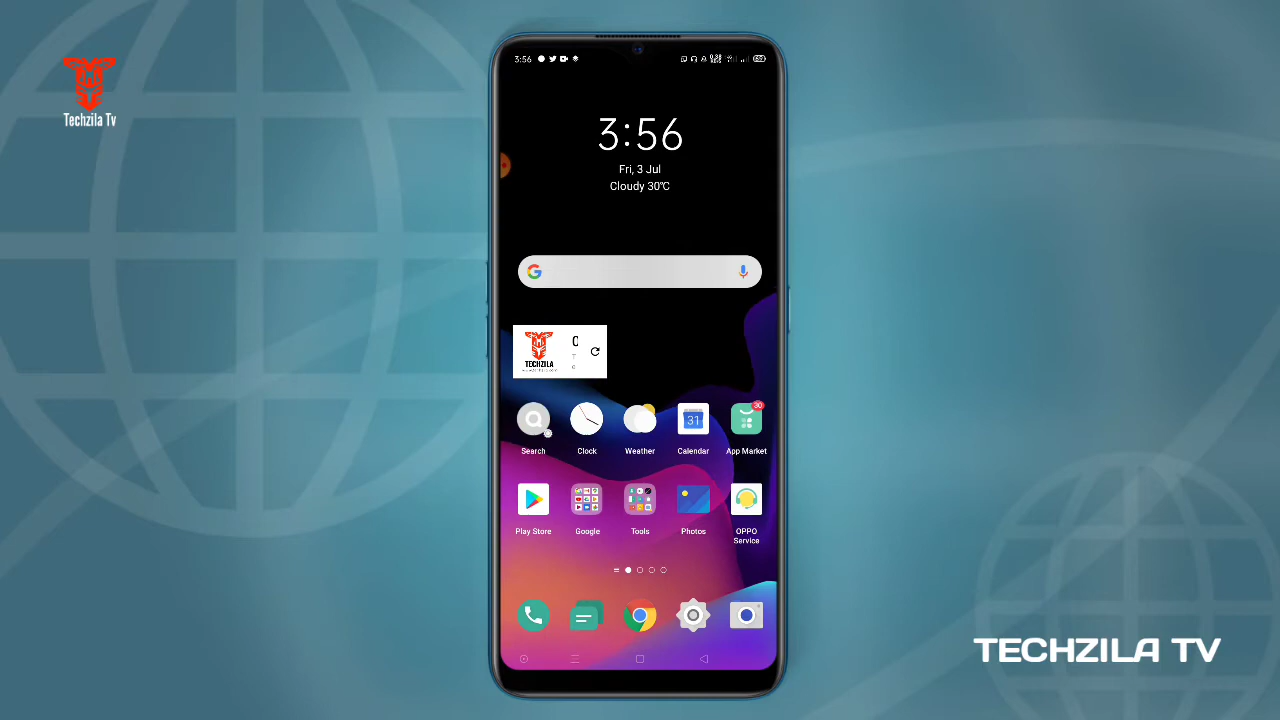 Techzila Tv
3:56
3:56
Fri, 3 Jul
Cloudy 30°C
TECHZILA
31
30
Search
Clock
Weather
Calendar
App Market
Play Store
Google
Tools
Photos
OPPO
Service
TECHZILA TV